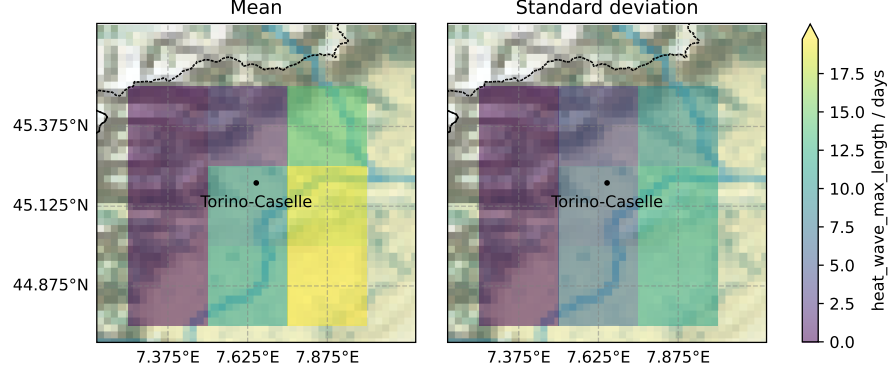 Mean
Standard deviation
45.375°N
45.125°N
44.875°N
Torino-Caselle
Torino-Caselle
7.375°E 7.625°E 7.875°E
7.375°E 7.625°E 7.875°E
17.5
15.0
12.5
10.0
7.5
5.0
2.5
0.0
heat_wave_max_length / days